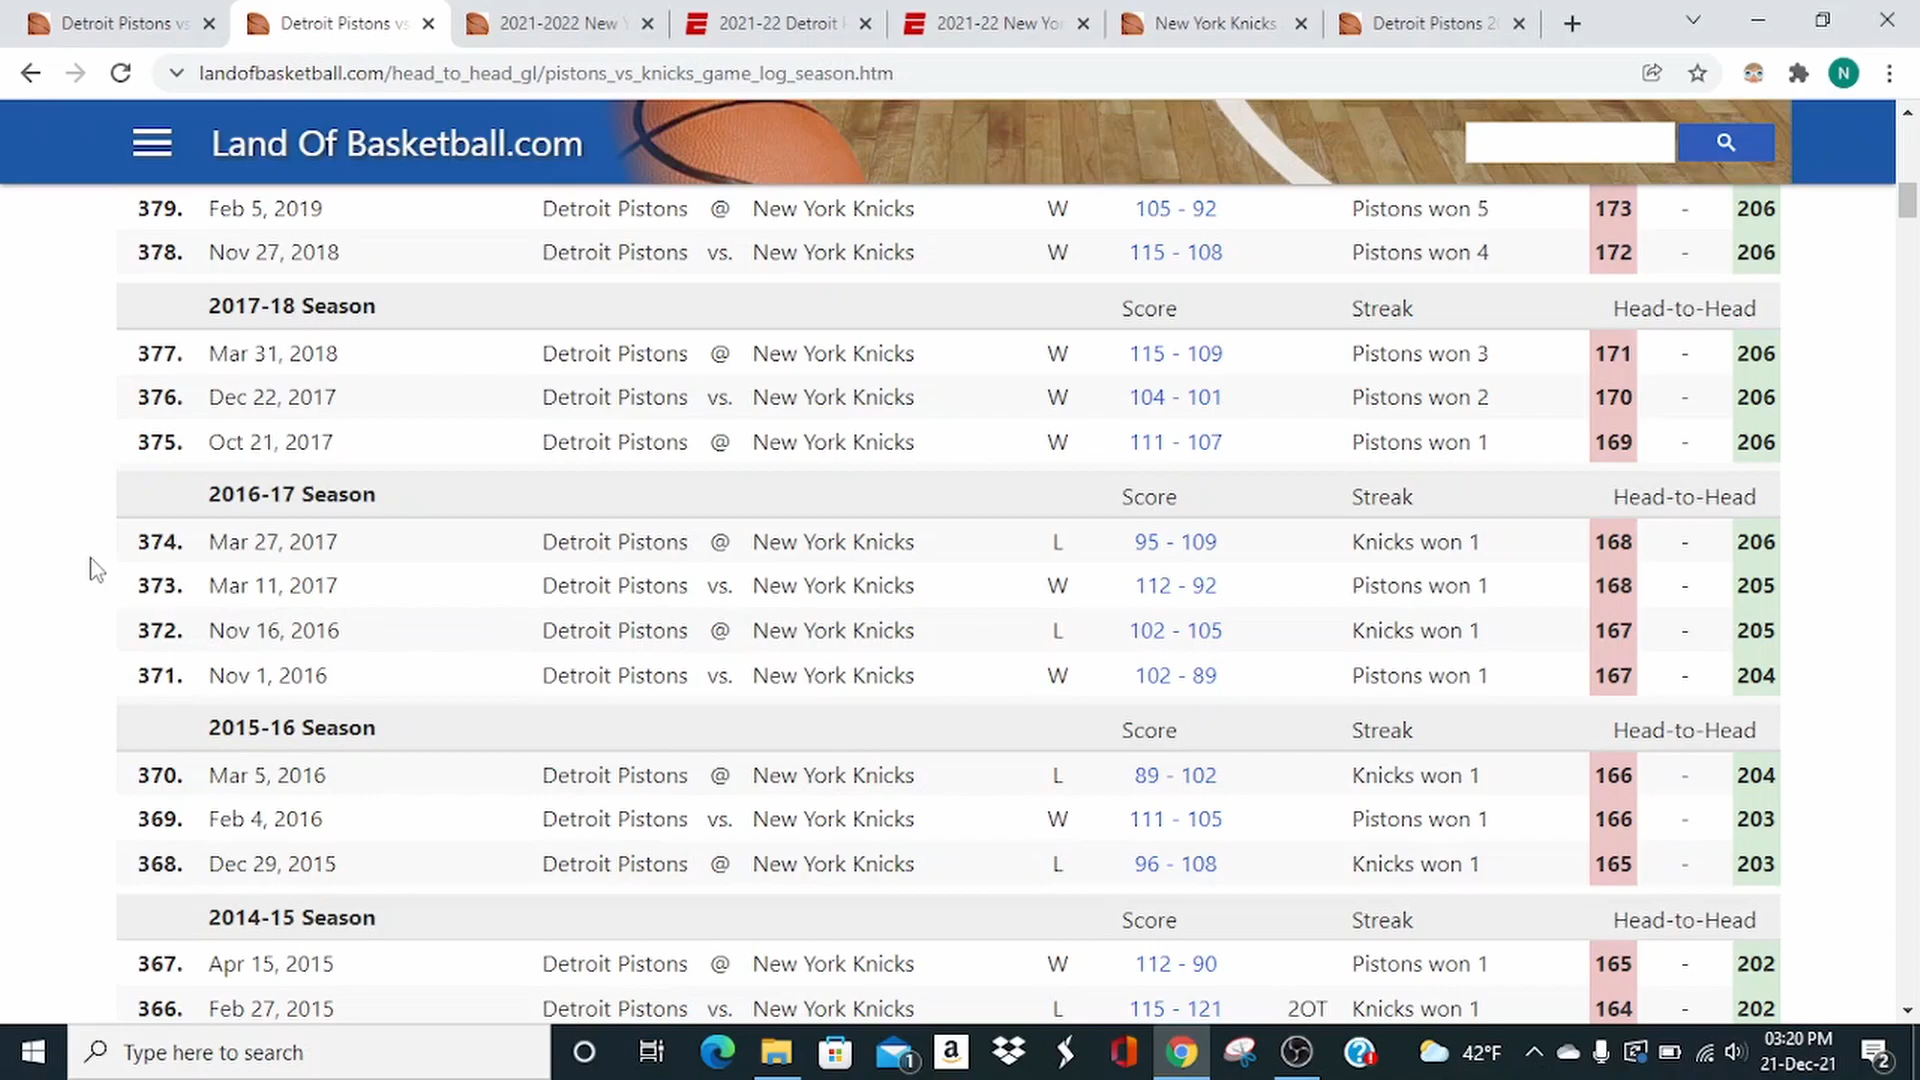 Detroit Pistons vs
Detroit Pistons vs
2021-2022 New Y
2021-22 Detroit
2021-22 New Yor
New York Knicks
Detroit Pistons 20
landofbasketball.com/head_to_head_gl/pistons_vs_knicks_game_log_season.htm
N
Land Of Basketball.com
379. Feb 5, 2019 Detroit Pistons @ New York Knicks W 105 - 92 Pistons won 5 173 - 206
378. Nov 27, 2018 Detroit Pistons vs. New York Knicks W 115 - 108 Pistons won 4 172 - 206
2017-18 Season Score Streak Head-to-Head
377. Mar 31, 2018 Detroit Pistons @ New York Knicks W 115 - 109 Pistons won 3 171 - 206
376. Dec 22, 2017 Detroit Pistons vs. New York Knicks W 104 - 101 Pistons won 2 170 - 206
375. Oct 21, 2017 Detroit Pistons @ New York Knicks W 111 - 107 Pistons won 1 169 - 206
2016-17 Season Score Streak Head-to-Head
374. Mar 27, 2017 Detroit Pistons @ New York Knicks L 95 - 109 Knicks won 1 168 - 206
373. Mar 11, 2017 Detroit Pistons vs. New York Knicks W 112 - 92 Pistons won 1 168 - 205
372. Nov 16, 2016 Detroit Pistons @ New York Knicks L 102 - 105 Knicks won 1 167 - 205
371. Nov 1, 2016 Detroit Pistons vs. New York Knicks W 102 - 89 Pistons won 1 167 - 204
2015-16 Season Score Streak Head-to-Head
370. Mar 5, 2016 Detroit Pistons @ New York Knicks L 89 - 102 Knicks won 1 166 - 204
369. Feb 4, 2016 Detroit Pistons vs. New York Knicks W 111 - 105 Pistons won 1 166 - 203
368. Dec 29, 2015 Detroit Pistons @ New York Knicks L 96 - 108 Knicks won 1 165 - 203
2014-15 Season Score Streak Head-to-Head
367. Apr 15, 2015 Detroit Pistons @ New York Knicks W 112 - 90 Pistons won 1 165 - 202
366. Feb 27, 2015 Detroit Pistons vs. New York Knicks L 115 - 121 2OT Knicks won 1 164 - 202
Type here to search
1
a
42°F
03:20 PM
21-Dec-21
2